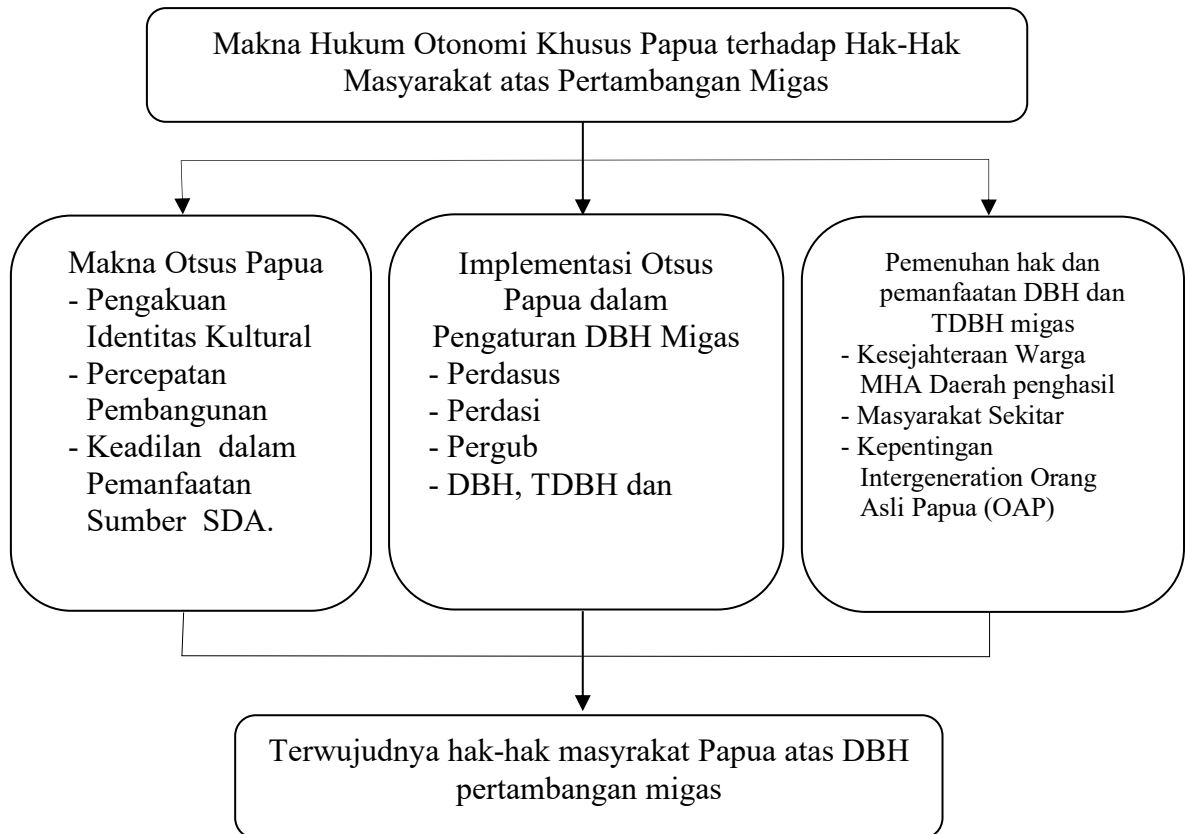 Makna Hukum Otonomi Khusus Papua terhadap Hak-Hak
Masyarakat atas Pertambangan Migas
Makna Otsus Papua
- Pengakuan
Identitas Kultural
- Percepatan
Pembangunan
- Keadilan dalam
Pemanfaatan
Sumber SDA.
Implementasi Otsus
Papua dalam
Pengaturan DBH Migas
- Perdasus
- Perdasi
- Pergub
- DBH, TDBH dan
Pemenuhan hak dan
pemanfaatan DBH dan
TDBH migas
- Kesejahteraan Warga
MHA Daerah penghasil
- Masyarakat Sekitar
- Kepentingan
Intergeneration Orang
Asli Papua (OAP)
Terwujudnya hak-hak masyrakat Papua atas DBH
pertambangan migas